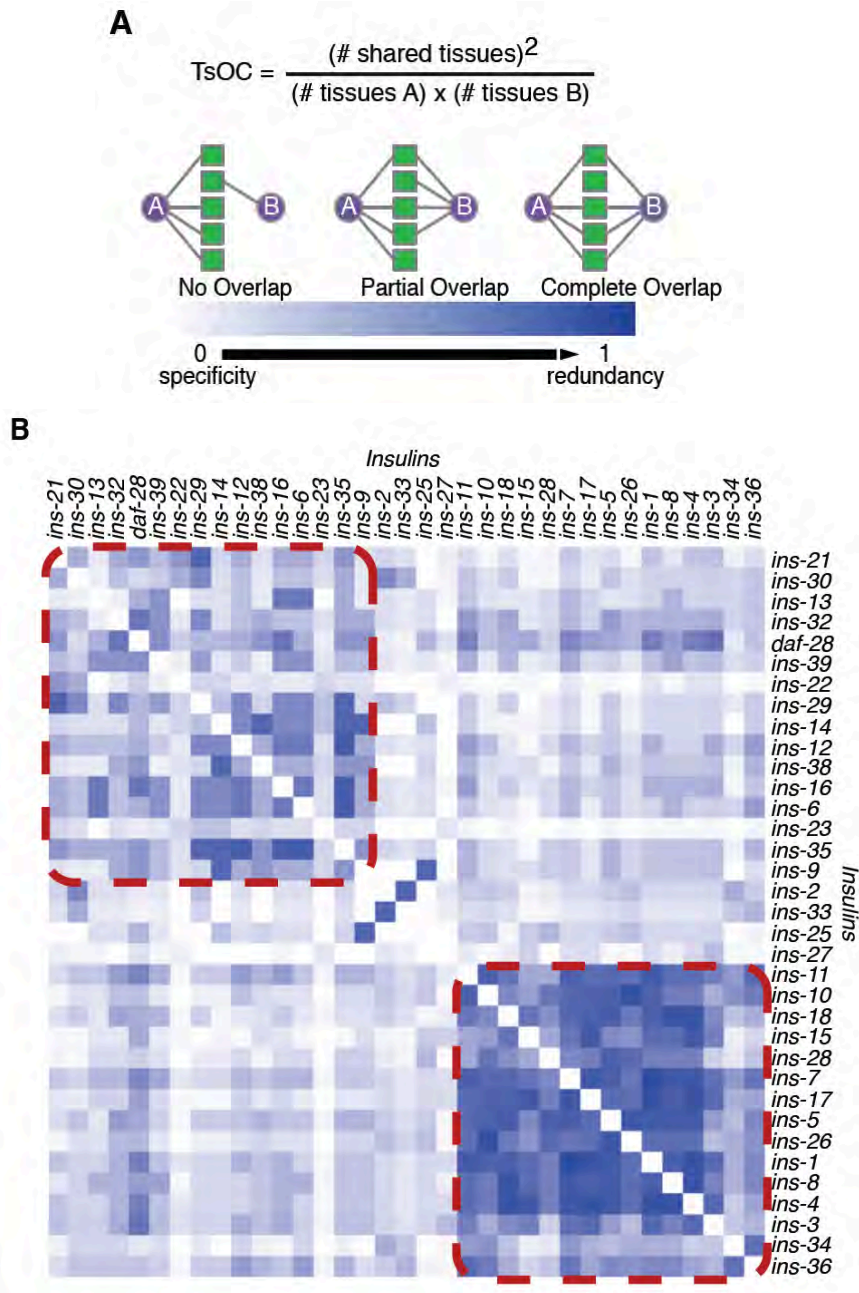 A
TsOC = (# shared tissues)2
(# tissues A) x (# tissues B)
A B A B A B
No Overlap Partial Overlap Complete Overlap
0 1
specificity redundancy
B
Insulins
ins-21 ins-30 ins-13 ins-32 daf-28 ins-39 ins-22 ins-29 ins-14 ins-12 ins-38 ins-16 ins-6 ins-23 ins-35 ins-9 ins-2 ins-33 ins-25 ins-27 ins-11 ins-10 ins-18 ins-15 ins-28 ins-7 ins-17 ins-5 ins-26 ins-1 ins-8 ins-4 ins-3 ins-34 ins-36
ins-21
ins-30
ins-13
ins-32
daf-28
ins-39
ins-22
ins-29
ins-14
ins-12
ins-38
ins-16
ins-6
ins-23
ins-35
ins-9
ins-2
ins-33
ins-25
ins-27
ins-11
ins-10
ins-18
ins-15
ins-28
ins-7
ins-17
ins-5
ins-26
ins-1
ins-8
ins-4
ins-3
ins-34
ins-36
Insulins